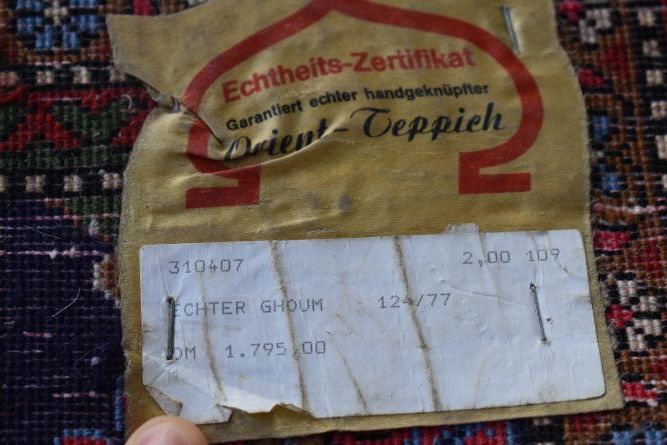 Echtheits-Zertifikat
Garantiert echter handgeknüpfter
Orient-Teppich
310407 2,00 109
ECHTER GHOUM 124/77
DM 1.795,00